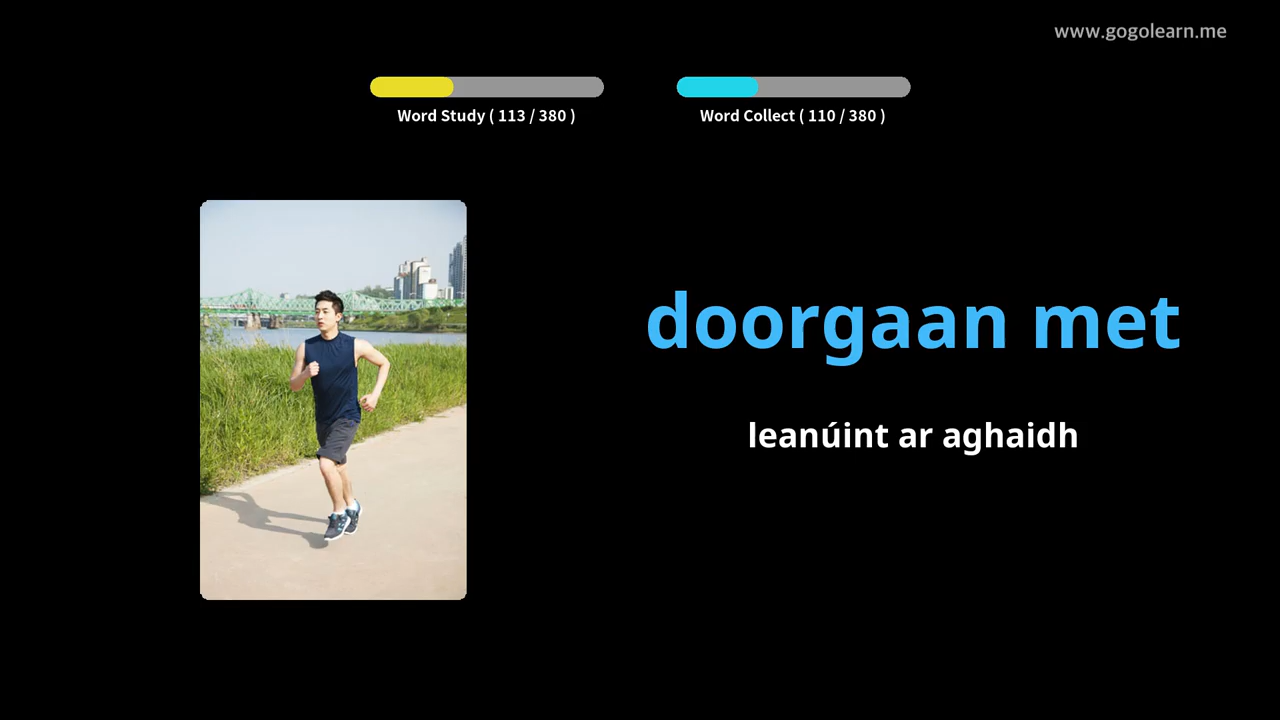 www.gogolearn.me
Word Study ( 113 / 380 )
Word Collect ( 110 / 380 )
doorgaan met
leanúint ar aghaidh